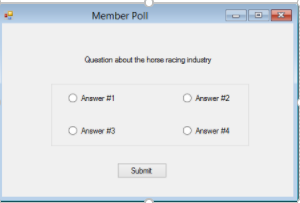 Member Poll
Question about the horse racing industry
Answer #1 Answer #2
Answer #3 Answer #4
Submit